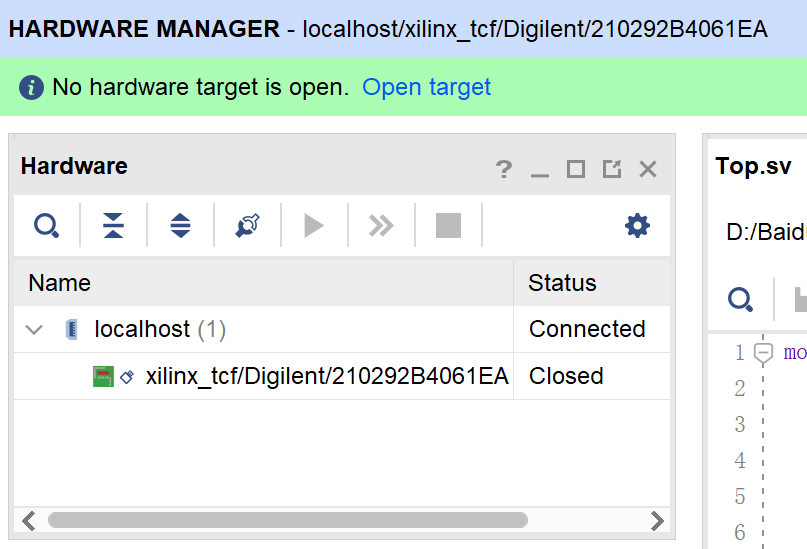 HARDWARE MANAGER - localhost/xilinx_tcf/Digilent/210292B4061EA
No hardware target is open. Open target
Hardware
Top.sv
D:/Baid
Name Status
localhost (1) Connected
xilinx_tcf/Digilent/210292B4061EA Closed
1 mo
2
3
4
5
6